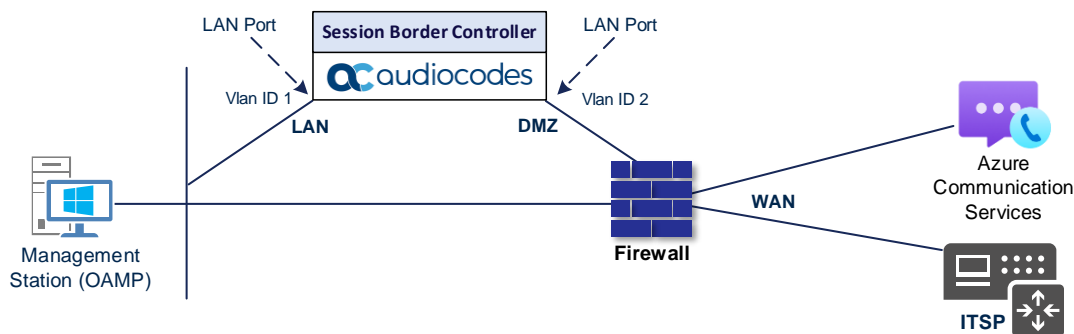 LAN Port
Session Border Controller
LAN Port
audiocodes
Vlan ID 1
Vlan ID 2
LAN
DMZ
Azure
Communication
Services
WAN
Management
Station (OAMP)
Firewall
ITSP